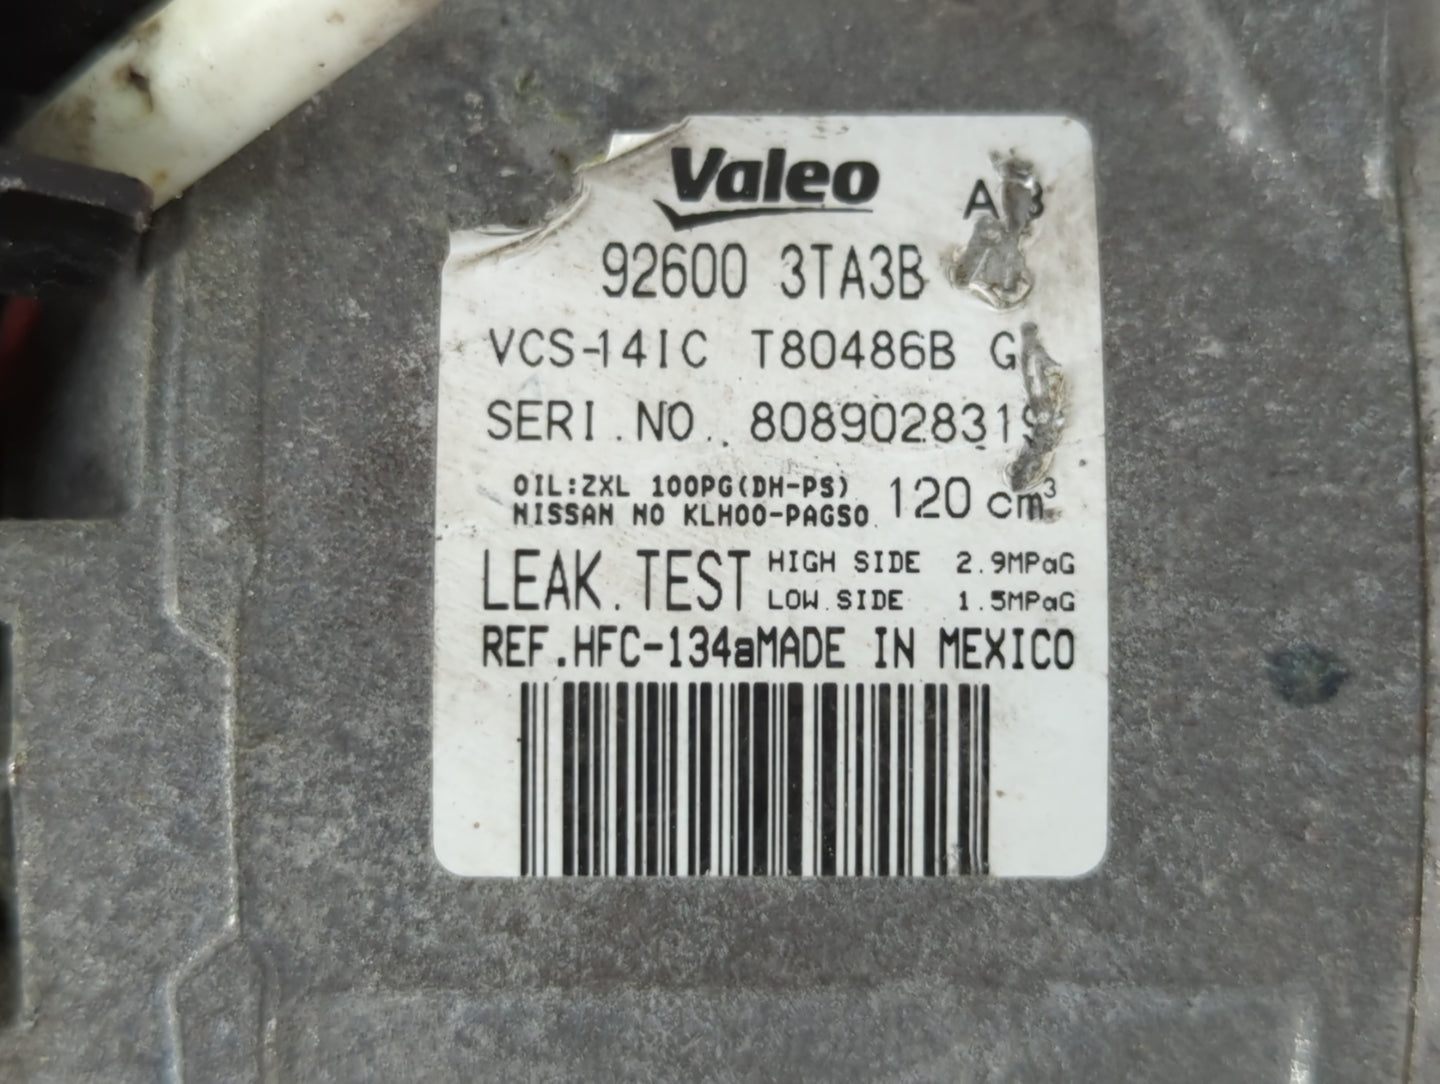 Valeo
92600 3TA3B
VCS-14IC T80486B
SERI.NO..
OIL:ZXL 100PG(DH-PS)
NISSAN NO KLH00-PAGS0
120 cm³
LEAK.TEST
HIGH SIDE 2.9MPaG
LOW.SIDE 1.5MPaG
REF.HFC-134aMADE IN MEXICO